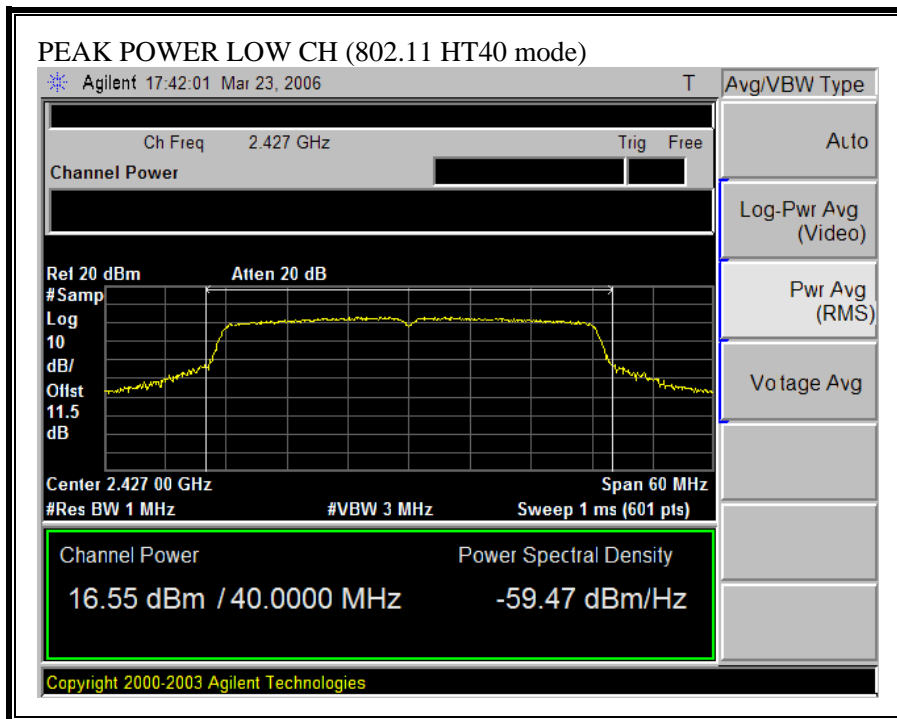 PEAK POWER LOW CH (802.11 HT40 mode)
Agilent 17:42:01 Mar 23, 2006 T
Avg/VBW Type
Ch Freq 2.427 GHz Trig Free
Channel Power
Auto
Log-Pwr Avg
(Video)
Pwr Avg
(RMS)
Vo tage Avg
Ref 20 dBm Atten 20 dB
#Samp
Log
10
dB/
Offst
11.5
dB
Center 2.427 00 GHz Span 60 MHz
#Res BW 1 MHz #VBW 3 MHz Sweep 1 ms (601 pts)
Channel Power Power Spectral Density
16.55 dBm / 40.0000 MHz -59.47 dBm/Hz
Copyright 2000-2003 Agilent Technologies